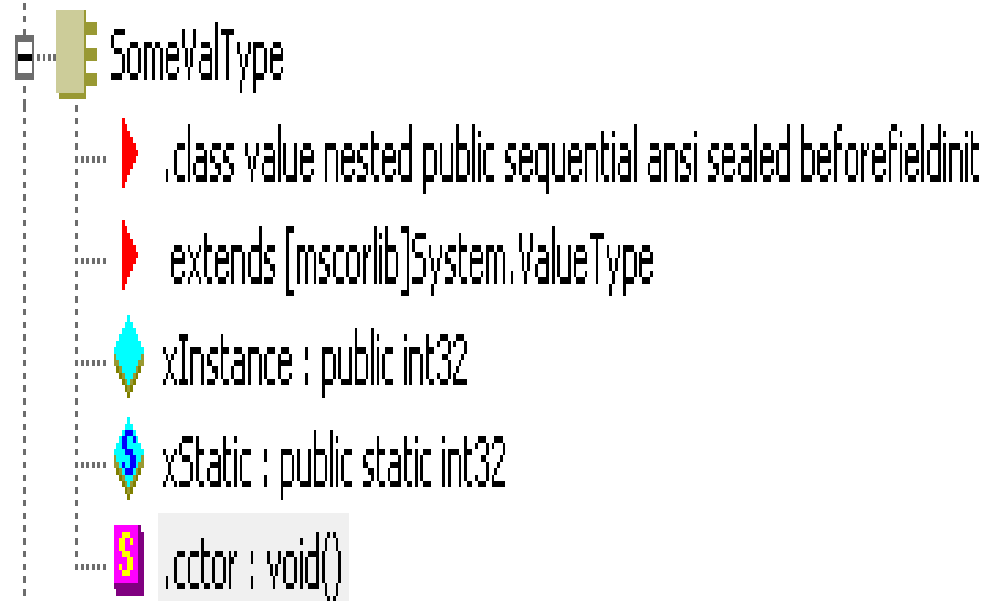 SomeValType
.class value nested public sequential ansi sealed beforefieldinit
extends [mscorlib]System.ValueType
xInstance : public int32
S xStatic : public static int32
S .cctor : void()